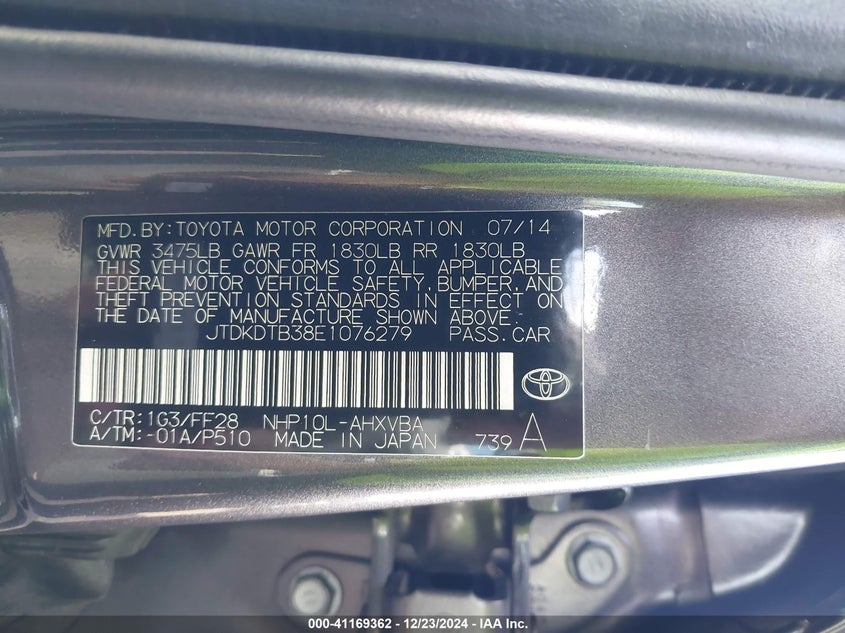 MFD.BY:TOYOTA MOTOR CORPORATION 07/14
GVWR 3475LB GAWR FR 1830LB RR 1830LB
THIS VEHICLE CONFORMS TO ALL APPLICABLE
FEDERAL MOTOR VEHICLE SAFETY,BUMPER,AND
THEFT PREVENTION STANDARDS IN EFFECT ON
THE DATE OF MANUFACTURE SHOWN ABOVE.
JTDKDTB38E1076279 PASS.CAR
C/TR:1G3/FF28 NHP10L-AHXVBA
A/TM:-01A/P510 MADE IN JAPAN 739 A
000-41169362 - 12/23/2024 - IAA Inc.